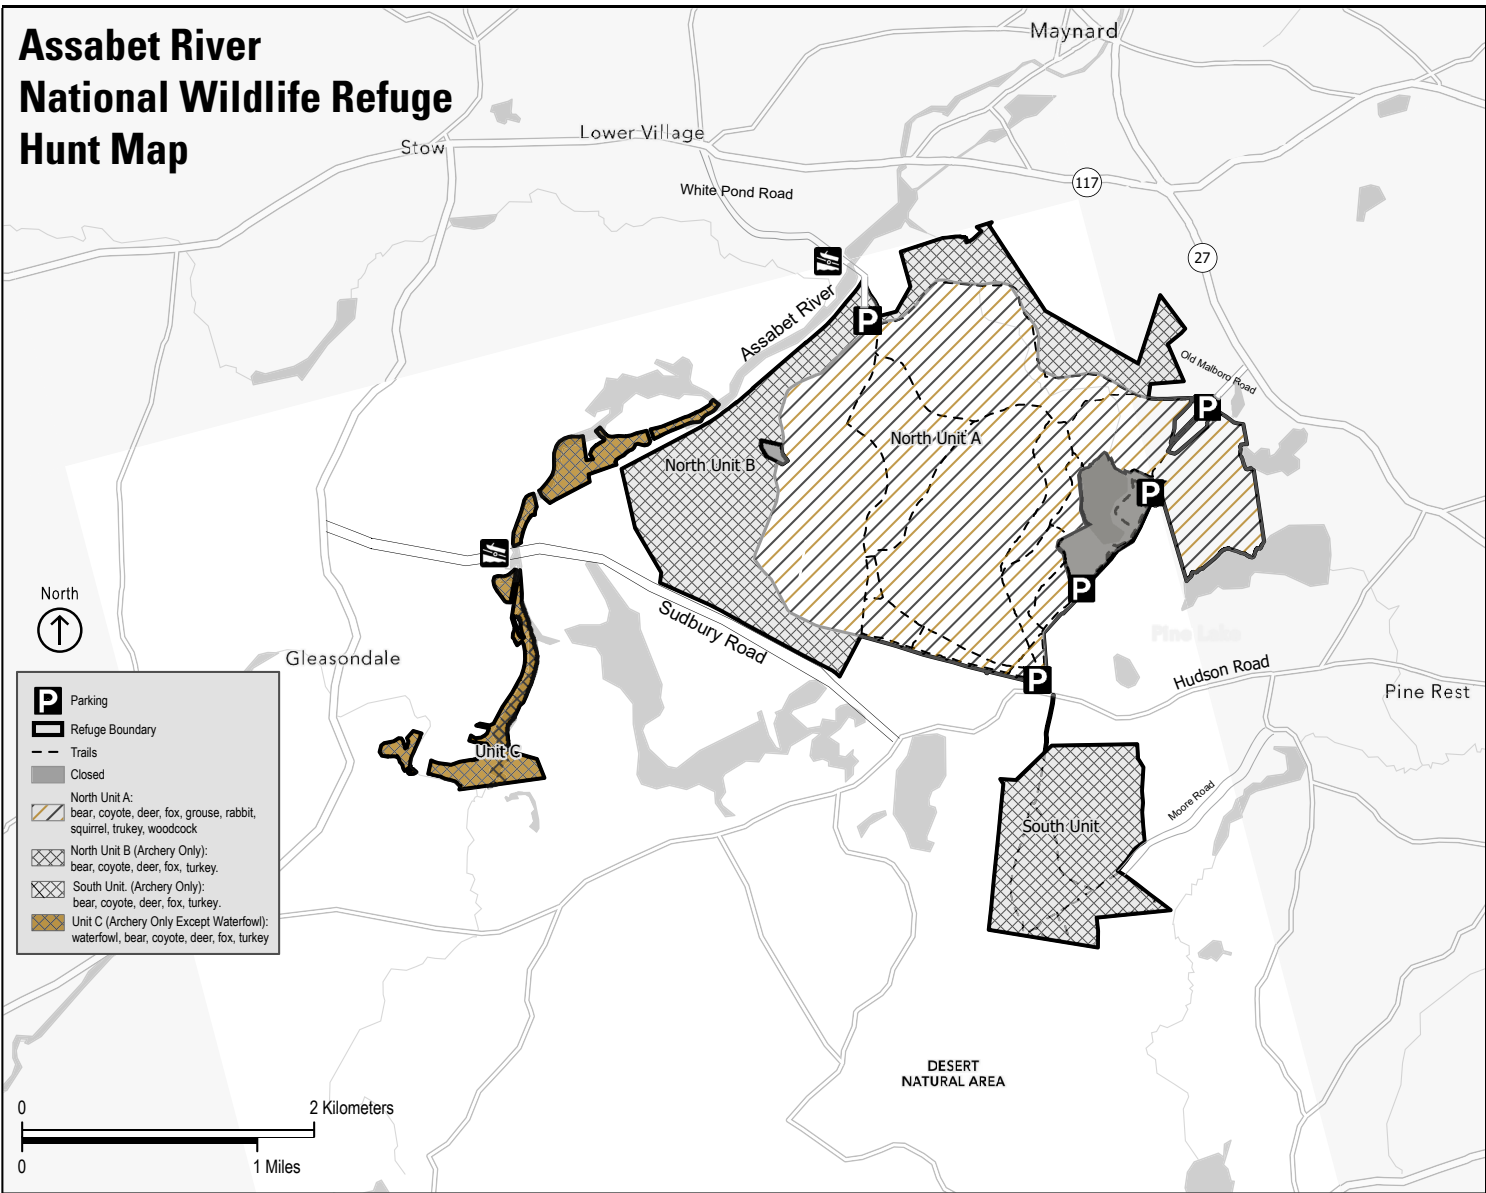 Assabet River
National Wildlife Refuge
Hunt Map
Maynard
Lower Village
Stow
117
White Pond Road
27
Assabet River
Old Malboro Road
P
P
North Unit A
North Unit B
P
P
North
Sudbury Road
Pine Lake
Gleasondale
Hudson Road
P
Pine Rest
Unit C
Moore Road
South Unit
P Parking
Refuge Boundary
Trails
Closed
North Unit A:
bear, coyote, deer, fox, grouse, rabbit,
squirrel, trukey, woodcock
North Unit B (Archery Only):
bear, coyote, deer, fox, turkey.
South Unit. (Archery Only):
bear, coyote, deer, fox, turkey.
Unit C (Archery Only Except Waterfowl):
waterfowl, bear, coyote, deer, fox, turkey
DESERT
NATURAL AREA
0 2 Kilometers
0 1 Miles